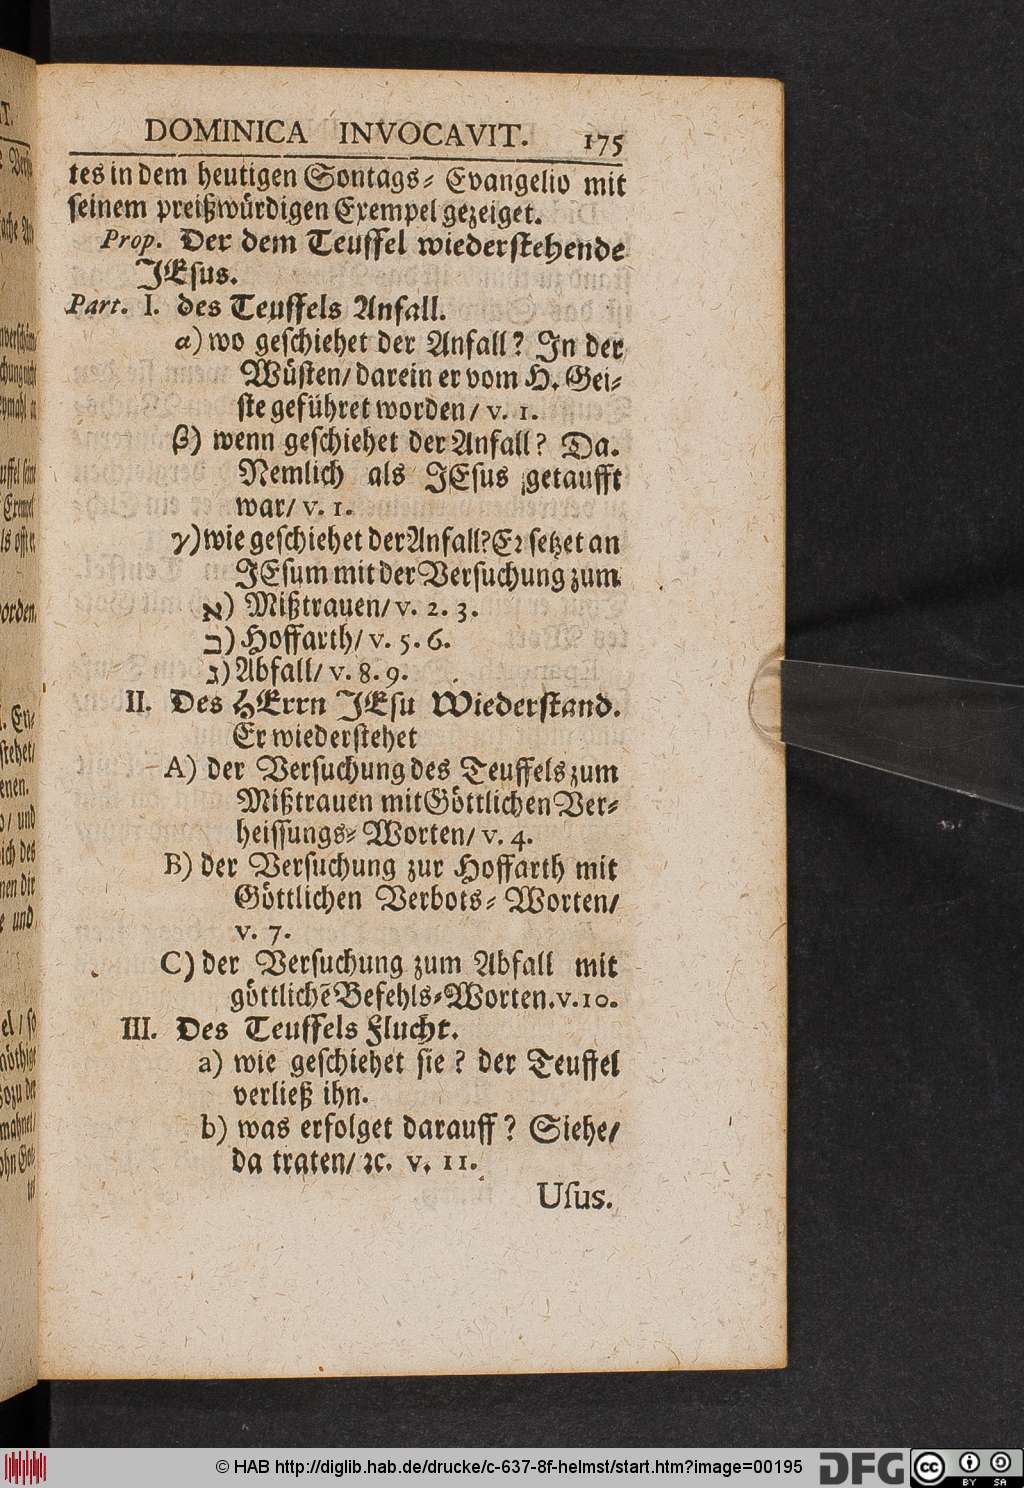 DOMINICA INVOCAVIT. 175
tes in dem heutigen Sontags⸗ Evangelio mit
seinem preißwürdigen Exempel gezeiget.
Prop. Der dem Teuffel wiederstehende
JEsus.
Part. I. des Teuffels Anfall.
α) wo geschiehet der Anfall? In der
Wüsten/ darein er vom H. Gei⸗
ste geführet worden/ v. 1.
β) wenn geschiehet der Anfall? Da.
Nemlich als JEsus getaufft
war/ v. 1.
γ) wie geschiehet der Anfall? Er setzet an
JEsum mit der Versuchung zum
א) Mißtrauen/ v. 2. 3.
ב) Hoffarth/ v. 5. 6.
ג) Abfall/ v. 8. 9.
II. Des HErrn JEsu Wiederstand.
Er wiederstehet
A) der Versuchung des Teuffels zum
Mißtrauen mit Göttlichen Ver⸗
heissungs⸗ Worten/ v. 4.
B) der Versuchung zur Hoffarth mit
Göttlichen Verbots⸗ Worten/
v. 7.
C) der Versuchung zum Abfall mit
göttlichē Befehls⸗Worten. v. 10.
III. Des Teuffels Flucht.
a) wie geschiehet sie? der Teuffel
verließ ihn.
b) was erfolget darauff? Siehe/
da traten/ ꝛc. v. 11.
Uſus.
© HAB http://diglib.hab.de/drucke/c-637-8f-helmst/start.htm?image=00195
DFG
cc BY SA